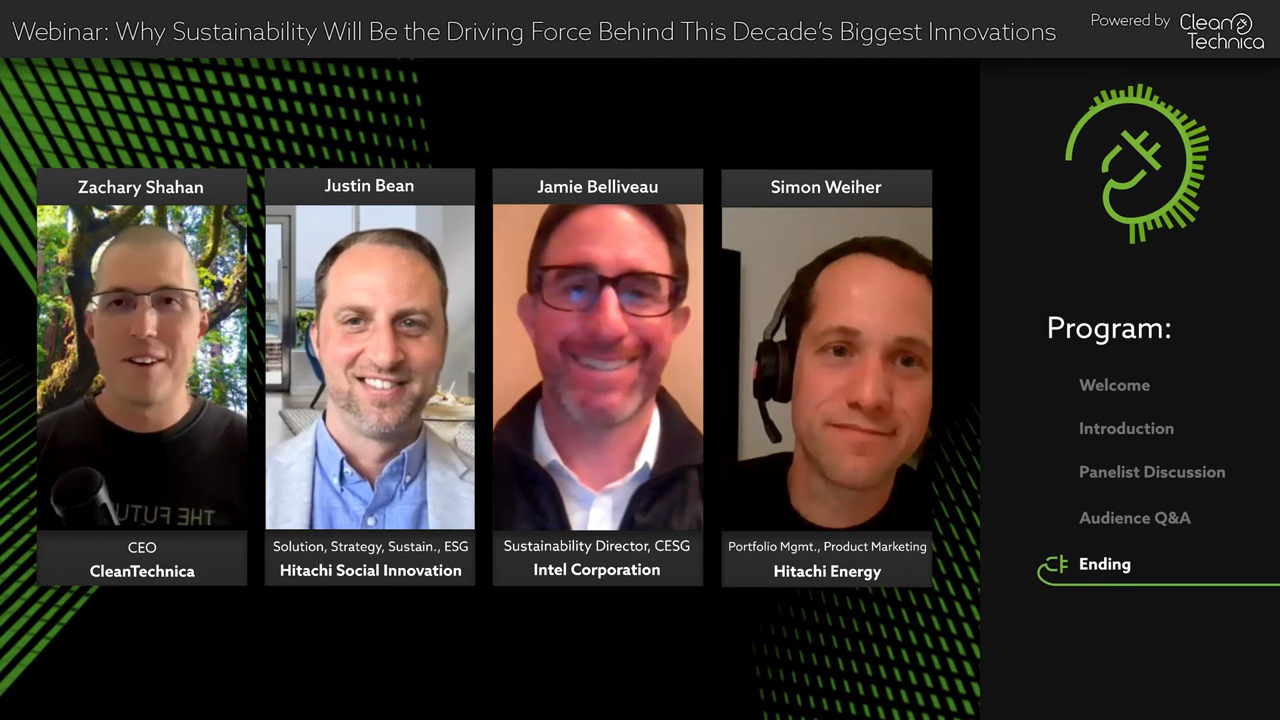 Webinar: Why Sustainability Will Be the Driving Force Behind This Decade's Biggest Innovations
Powered by
Clean
Technica
Zachary Shahan
Justin Bean
Jamie Belliveau
Simon Weiher
THE FUTU
CEO
CleanTechnica
Solution, Strategy, Sustain., ESG
Hitachi Social Innovation
Sustainability Director, CESG
Intel Corporation
Portfolio Mgmt., Product Marketing
Hitachi Energy
Program:
Welcome
Introduction
Panelist Discussion
Audience Q&A
Ending